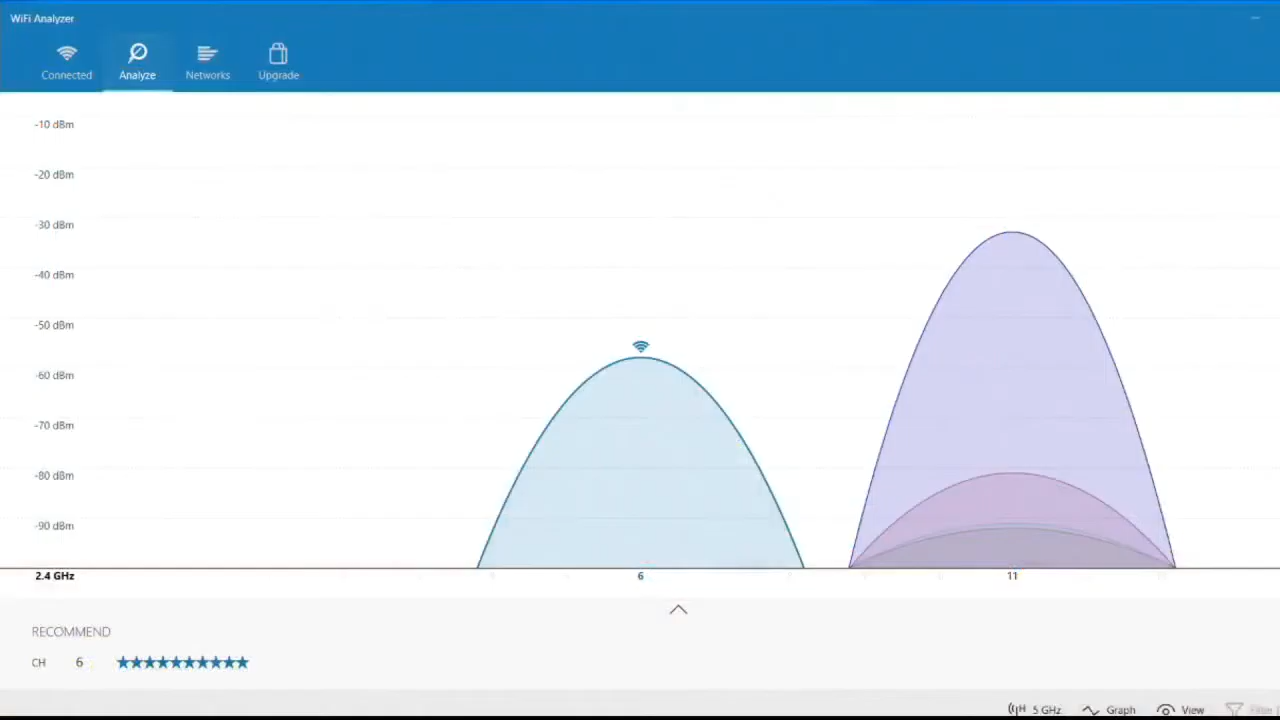 WiFi Analyzer
Connected Analyze Networks Upgrade
-10 dBm
-20 dBm
-30 dBm
-40 dBm
-50 dBm
-60 dBm
-70 dBm
-80 dBm
-90 dBm
2.4 GHz 6 11
RECOMMEND
CH 6
5 GHz Graph View Filter